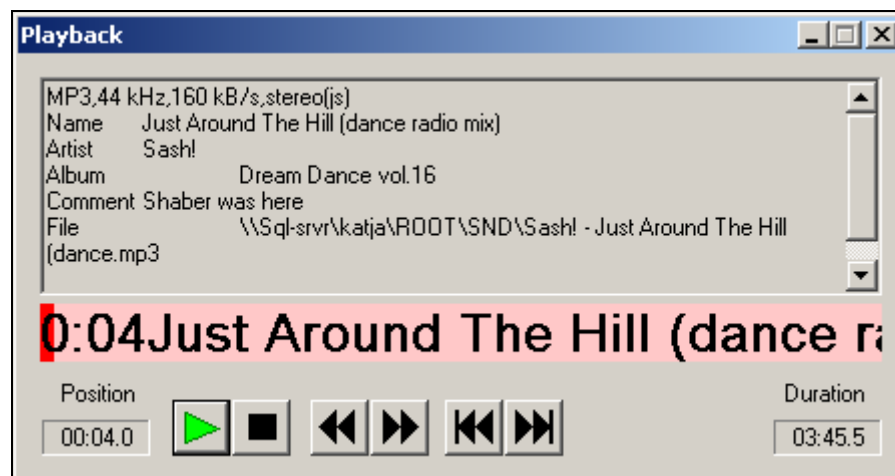 Playback
MP3,44 kHz,160 kB/s,stereo(js)
Name Just Around The Hill (dance radio mix)
Artist Sash!
Album Dream Dance vol.16
Comment Shaber was here
File \\Sql-srvr\katja\ROOT\SND\Sash! - Just Around The Hill
(dance.mp3
0:04Just Around The Hill (dance ra
Position
Duration
00:04.0
03:45.5